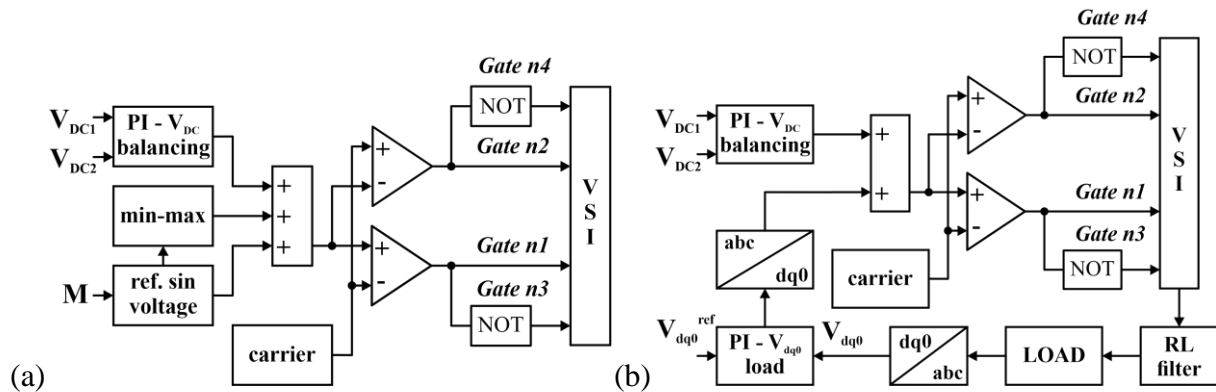 Gate n4
NOT
Gate n2
V_DC1
V_DC2
PI - V_DC
balancing
+
-
min-max
+
+
+
V
S
I
Gate n1
+
-
M
ref. sin
voltage
Gate n3
NOT
carrier
(a)
Gate n4
NOT
Gate n2
V_DC1
V_DC2
PI - V_DC
balancing
+
-
+
+
V
S
I
Gate n1
+
-
Gate n3
NOT
abc
dq0
carrier
V_dq0^ref
PI - V_dq0
load
V_dq0
dq0
abc
LOAD
RL
filter
(b)